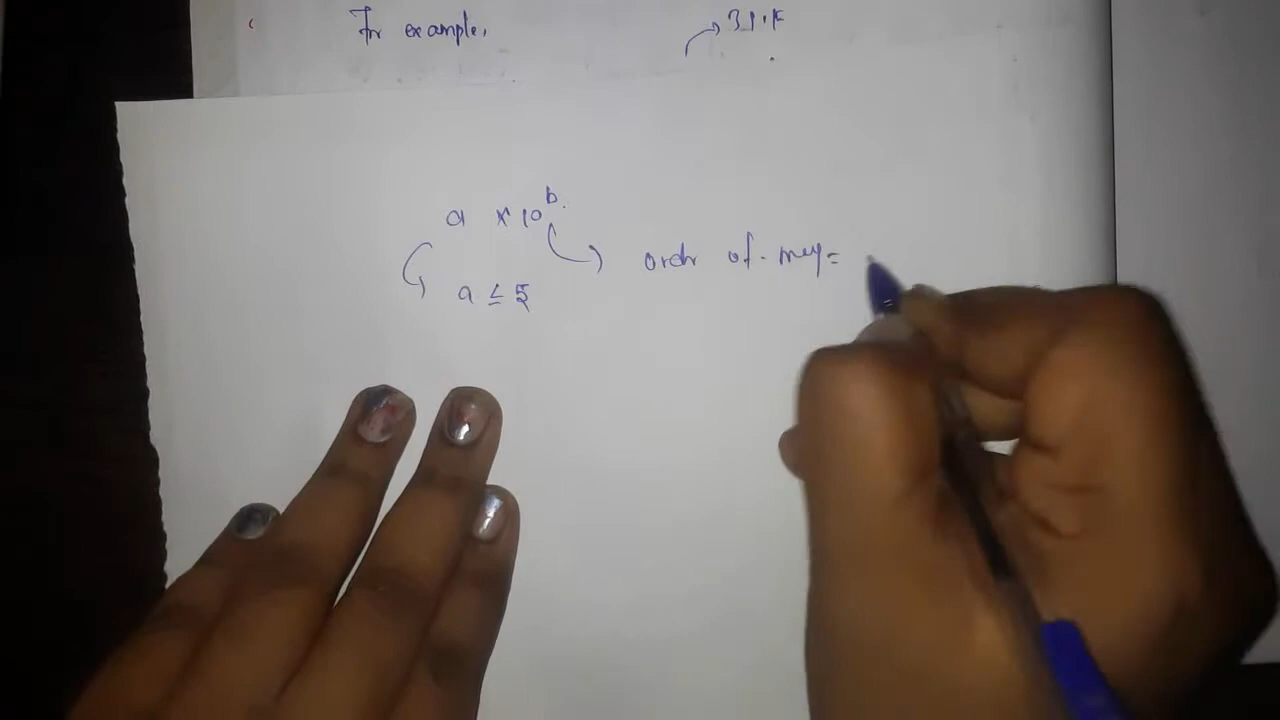 For example,
a × 10^b.
order of mag=
a ≤ 5